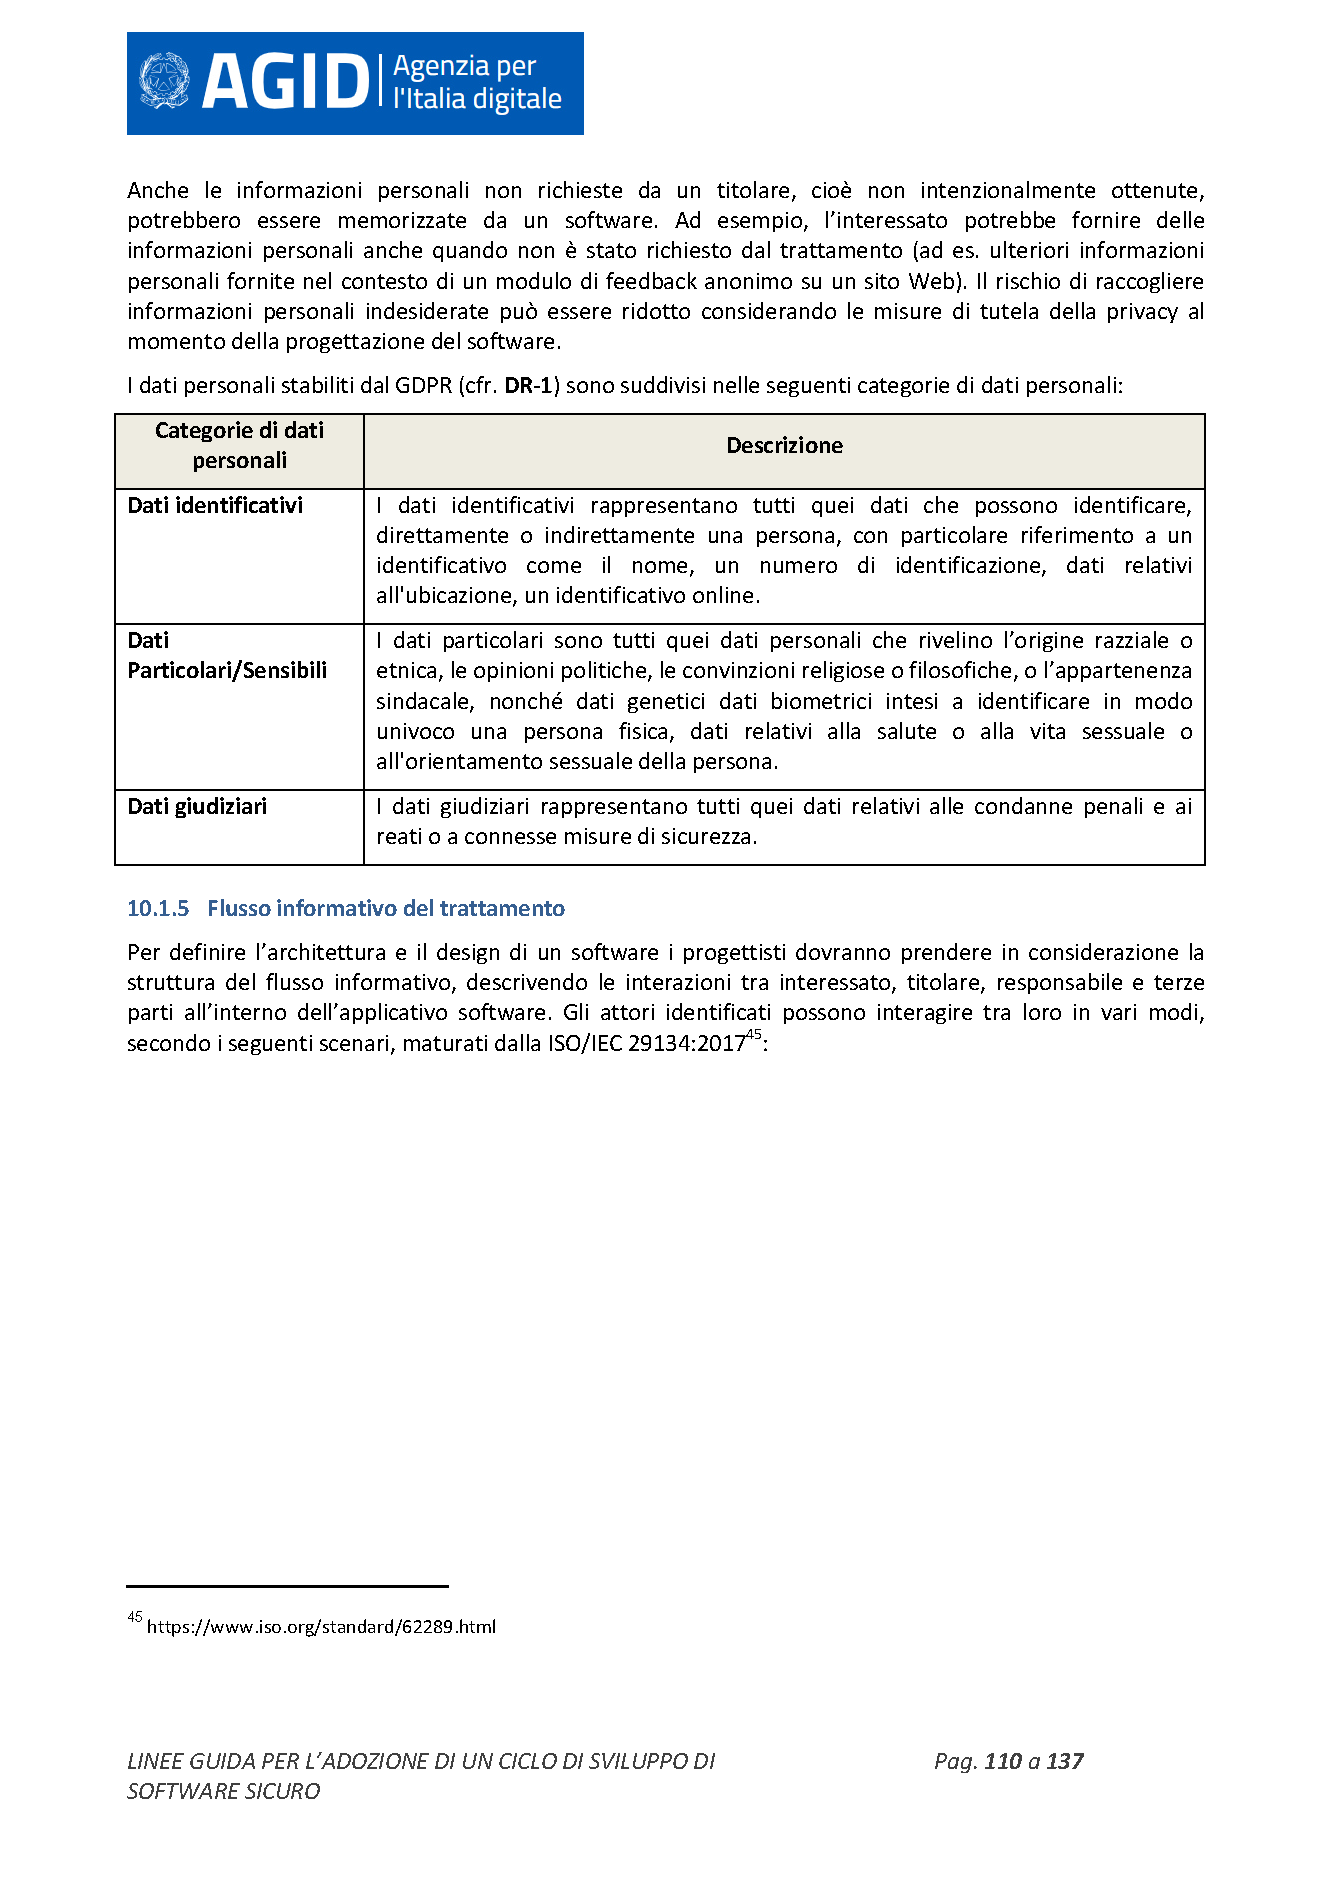 AGID Agenzia per
l'Italia digitale
Anche le informazioni personali non richieste da un titolare, cioè non intenzionalmente ottenute,
potrebbero essere memorizzate da un software. Ad esempio, l’interessato potrebbe fornire delle
informazioni personali anche quando non è stato richiesto dal trattamento (ad es. ulteriori informazioni
personali fornite nel contesto di un modulo di feedback anonimo su un sito Web). Il rischio di raccogliere
informazioni personali indesiderate può essere ridotto considerando le misure di tutela della privacy al
momento della progettazione del software.
I dati personali stabiliti dal GDPR (cfr. DR-1) sono suddivisi nelle seguenti categorie di dati personali:
Categorie di dati
personali
Descrizione
Dati identificativi
I dati identificativi rappresentano tutti quei dati che possono identificare,
direttamente o indirettamente una persona, con particolare riferimento a un
identificativo come il nome, un numero di identificazione, dati relativi
all'ubicazione, un identificativo online.
Dati
Particolari/Sensibili
I dati particolari sono tutti quei dati personali che rivelino l’origine razziale o
etnica, le opinioni politiche, le convinzioni religiose o filosofiche, o l’appartenenza
sindacale, nonché dati genetici dati biometrici intesi a identificare in modo
univoco una persona fisica, dati relativi alla salute o alla vita sessuale o
all'orientamento sessuale della persona.
Dati giudiziari
I dati giudiziari rappresentano tutti quei dati relativi alle condanne penali e ai
reati o a connesse misure di sicurezza.
10.1.5 Flusso informativo del trattamento
Per definire l’architettura e il design di un software i progettisti dovranno prendere in considerazione la
struttura del flusso informativo, descrivendo le interazioni tra interessato, titolare, responsabile e terze
parti all’interno dell’applicativo software. Gli attori identificati possono interagire tra loro in vari modi,
secondo i seguenti scenari, maturati dalla ISO/IEC 29134:201745:
45 https://www.iso.org/standard/62289.html
LINEE GUIDA PER L’ADOZIONE DI UN CICLO DI SVILUPPO DI
SOFTWARE SICURO
Pag. 110 a 137